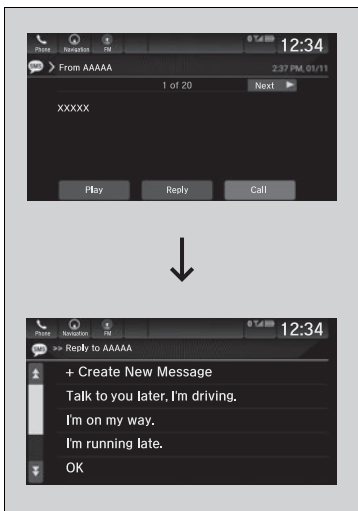 Phone Navigation FM 12:34
SMS From AAAAA 2:37 PM, 01/11
1 of 20 Next
XXXXX
Play Reply Call
Phone Navigation FM 12:34
SMS >> Reply to AAAAA
+ Create New Message
Talk to you later, I'm driving.
I'm on my way.
I'm running late.
OK